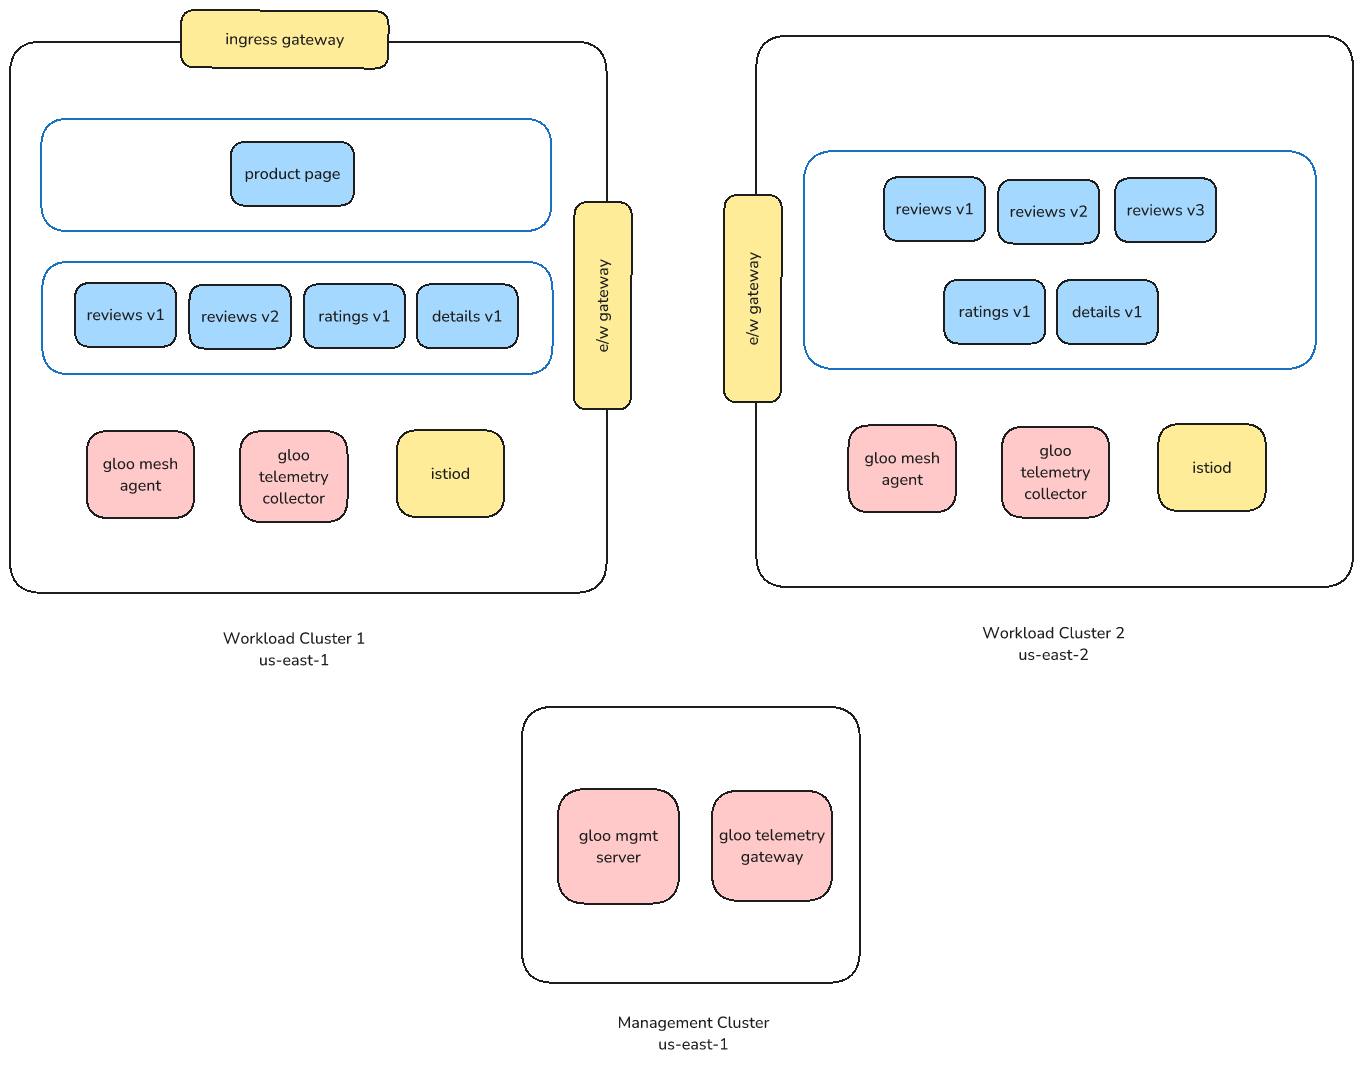 ingress gateway
product page
reviews v1
reviews v2
ratings v1
details v1
e/w gateway
gloo mesh
agent
gloo
telemetry
collector
istiod
Workload Cluster 1
us-east-1
e/w gateway
reviews v1
reviews v2
reviews v3
ratings v1
details v1
gloo mesh
agent
gloo
telemetry
collector
istiod
Workload Cluster 2
us-east-2
gloo mgmt
server
gloo telemetry
gateway
Management Cluster
us-east-1